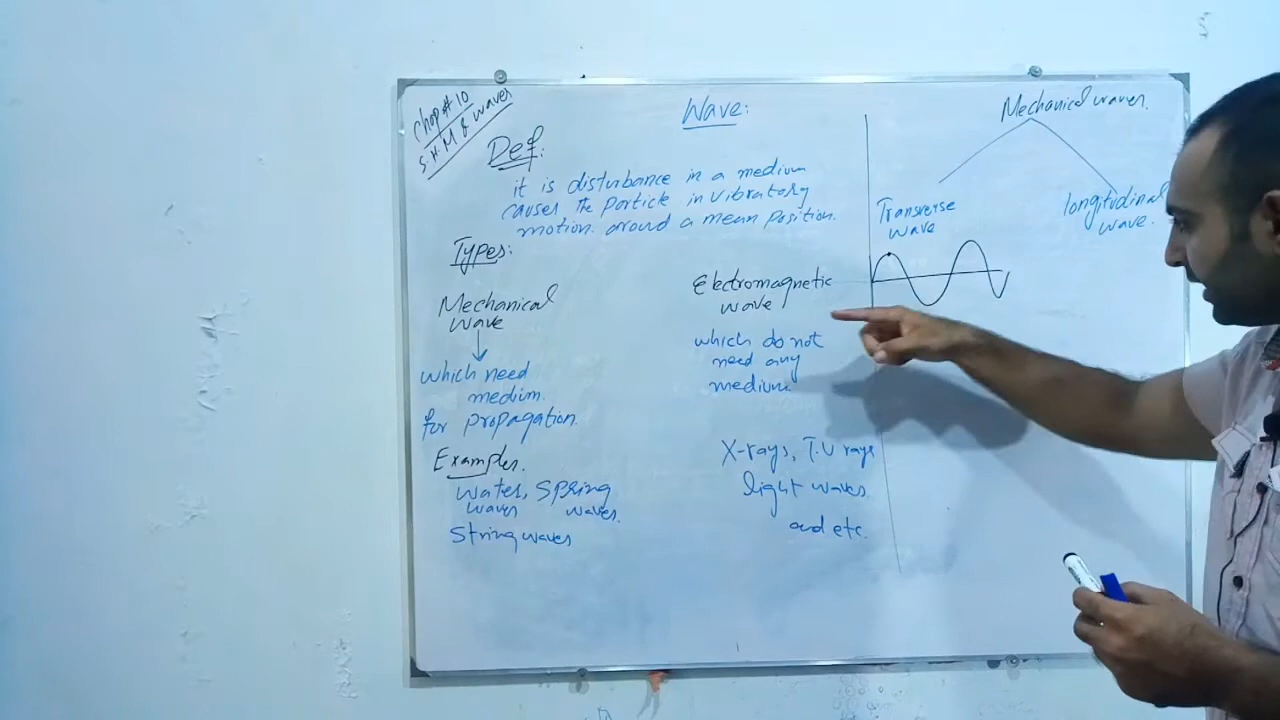 Chap# 10
S.H.M & waves
Wave:
Def:
it is disturbance in a medium
causes the particle in vibratory
motion. around a mean position.
Types:
Mechanical
wave
which need
medium.
for propagation.
Examples.
water, spring
waves waves.
String waves
Electromagnetic
wave
which do not
need any
medium.
X-rays, T.V rays
light waves.
and etc.
Mechanical waves.
Transverse
wave
longitudinal
wave.